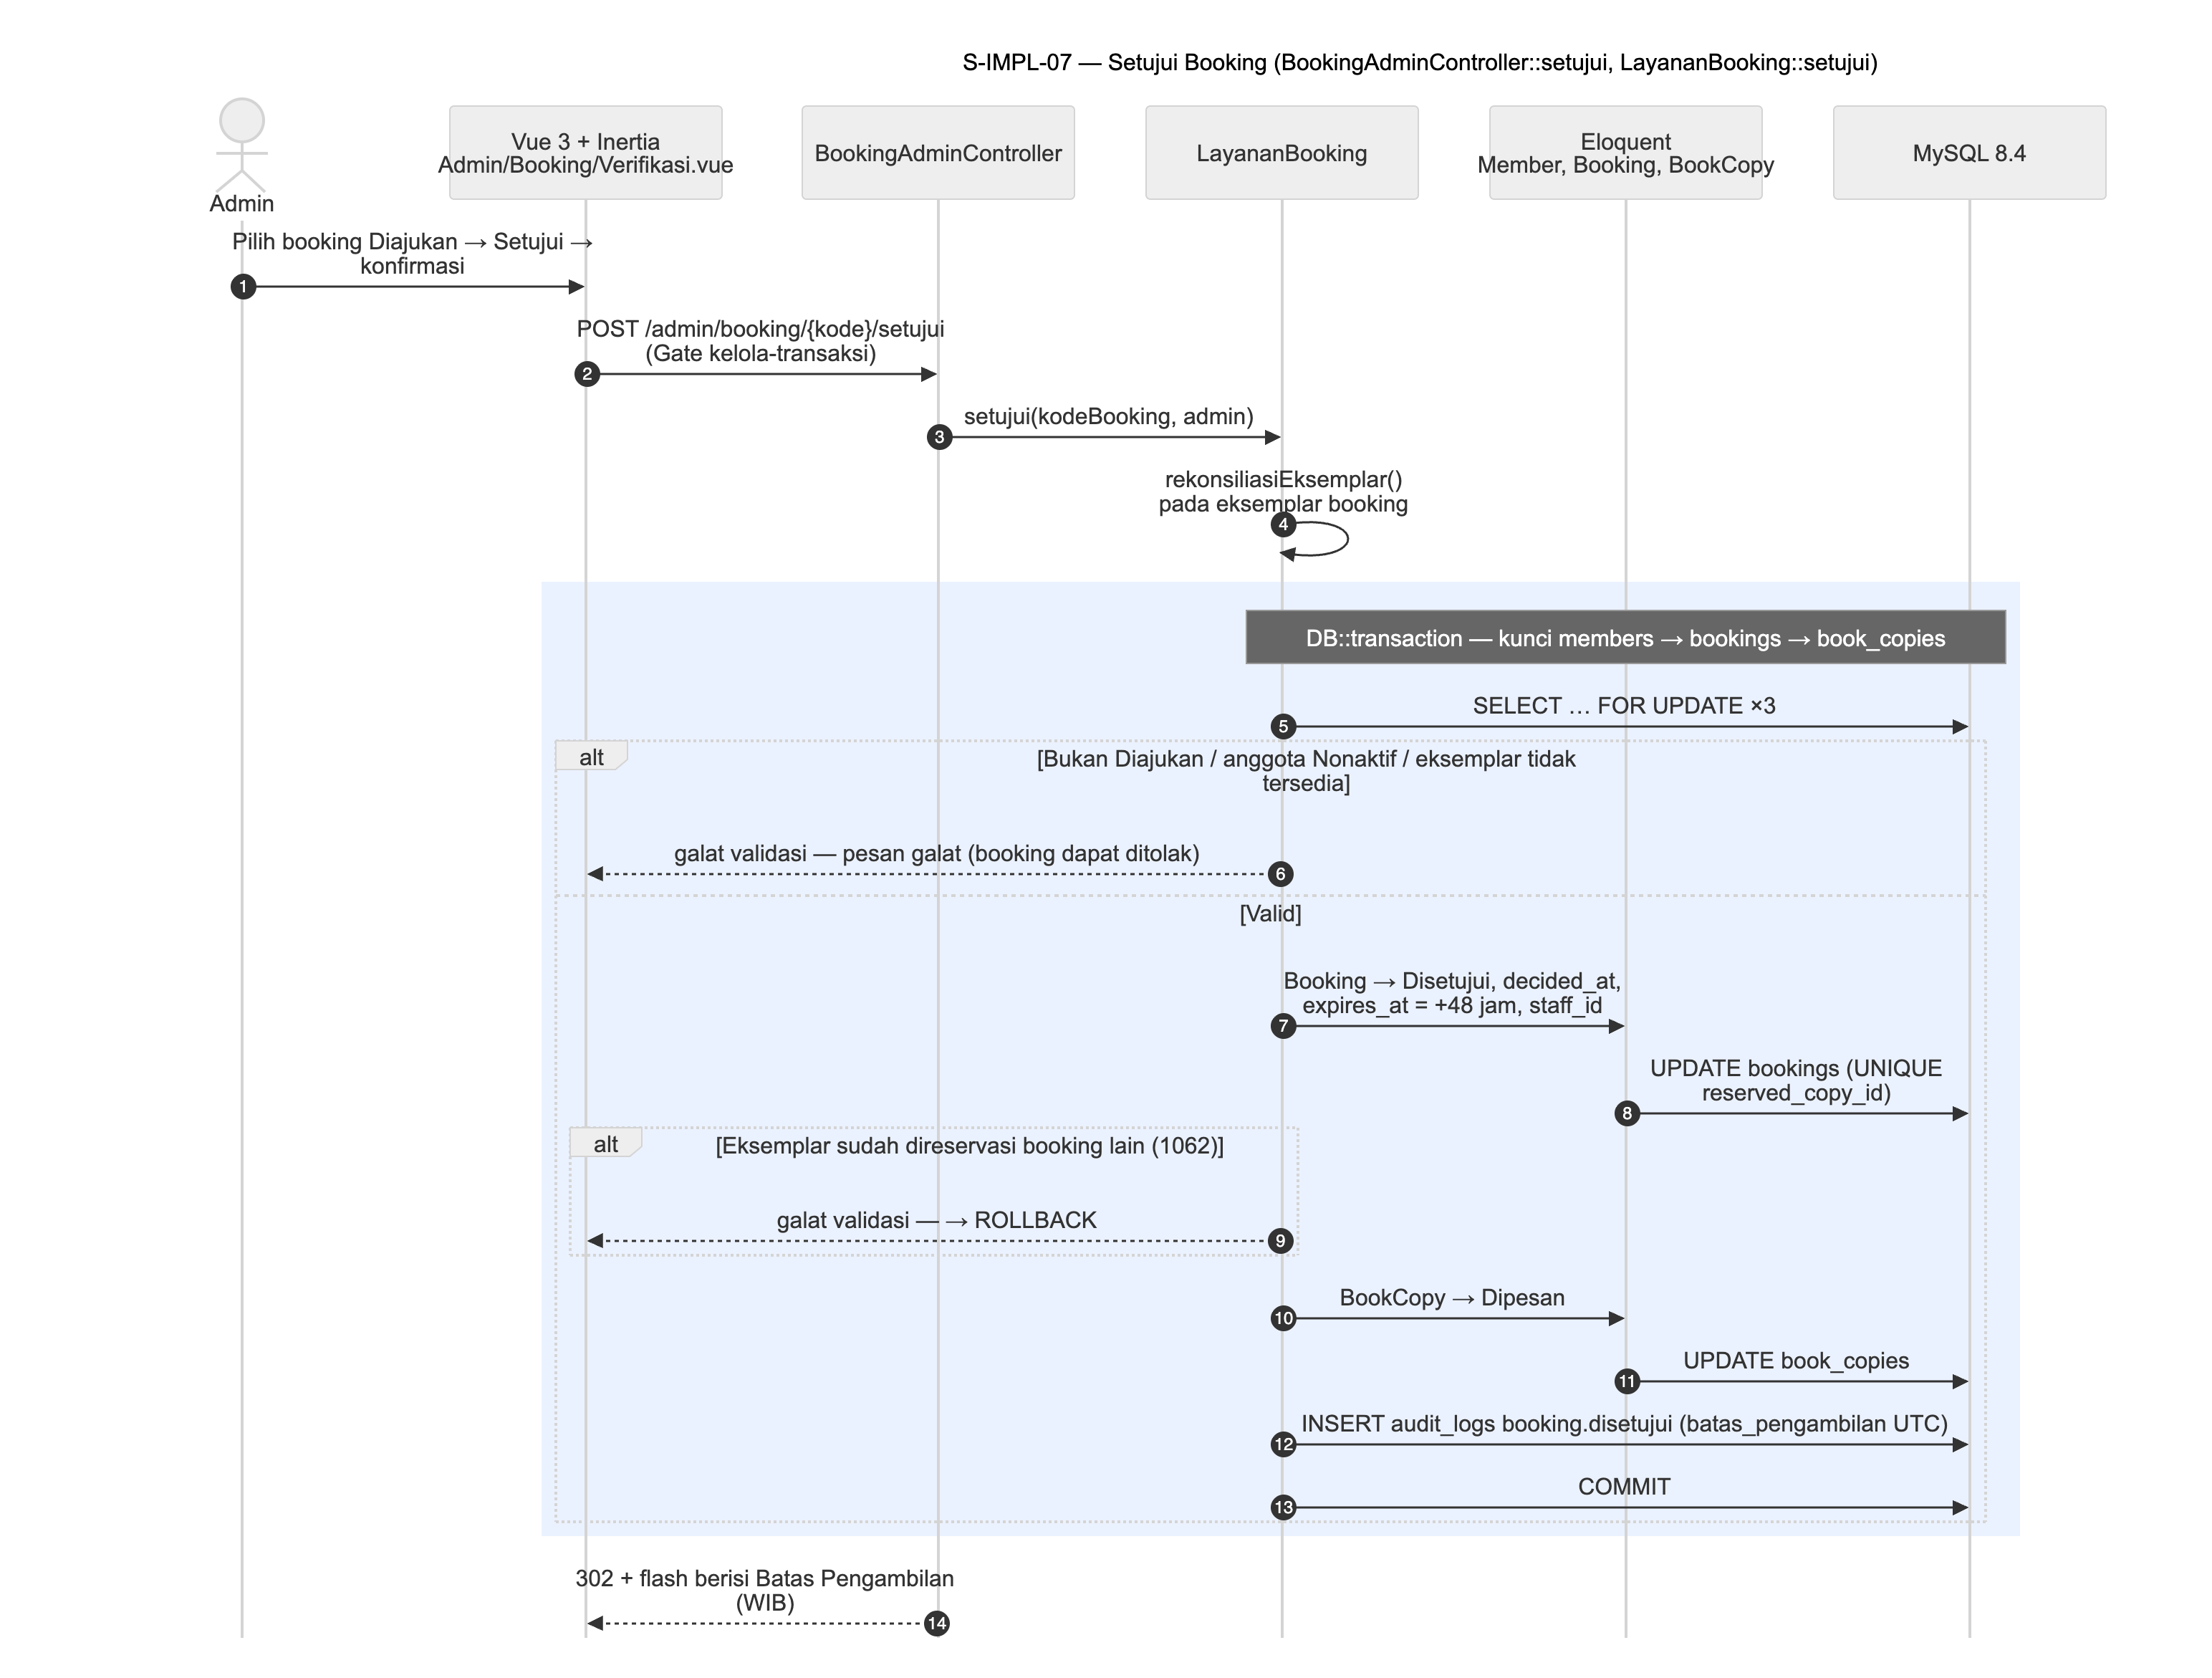 S-IMPL-07 — Setujui Booking (BookingAdminController::setujui, LayananBooking::setujui)
Admin
Vue 3 + Inertia
Admin/Booking/Verifikasi.vue
BookingAdminController
LayananBooking
Eloquent
Member, Booking, BookCopy
MySQL 8.4
Pilih booking Diajukan → Setujui →
konfirmasi
1
POST /admin/booking/{kode}/setujui
(Gate kelola-transaksi)
2
setujui(kodeBooking, admin)
3
rekonsiliasiEksemplar()
pada eksemplar booking
4
DB::transaction — kunci members → bookings → book_copies
SELECT … FOR UPDATE ×3
5
alt
[Bukan Diajukan / anggota Nonaktif / eksemplar tidak
tersedia]
galat validasi — pesan galat (booking dapat ditolak)
6
[Valid]
Booking → Disetujui, decided_at,
expires_at = +48 jam, staff_id
7
UPDATE bookings (UNIQUE
reserved_copy_id)
8
alt
[Eksemplar sudah direservasi booking lain (1062)]
galat validasi — → ROLLBACK
9
BookCopy → Dipesan
10
UPDATE book_copies
11
INSERT audit_logs booking.disetujui (batas_pengambilan UTC)
12
COMMIT
13
302 + flash berisi Batas Pengambilan
(WIB)
14